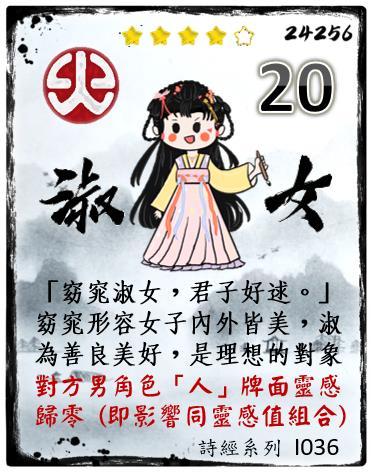 24256
火 20
淑 女
「窈窕淑女，君子好逑。」
窈窕形容女子內外皆美，淑
為善良美好，是理想的對象
對方男角色「人」牌面靈感
歸零 (即影響同靈感值組合)
詩經系列 I036